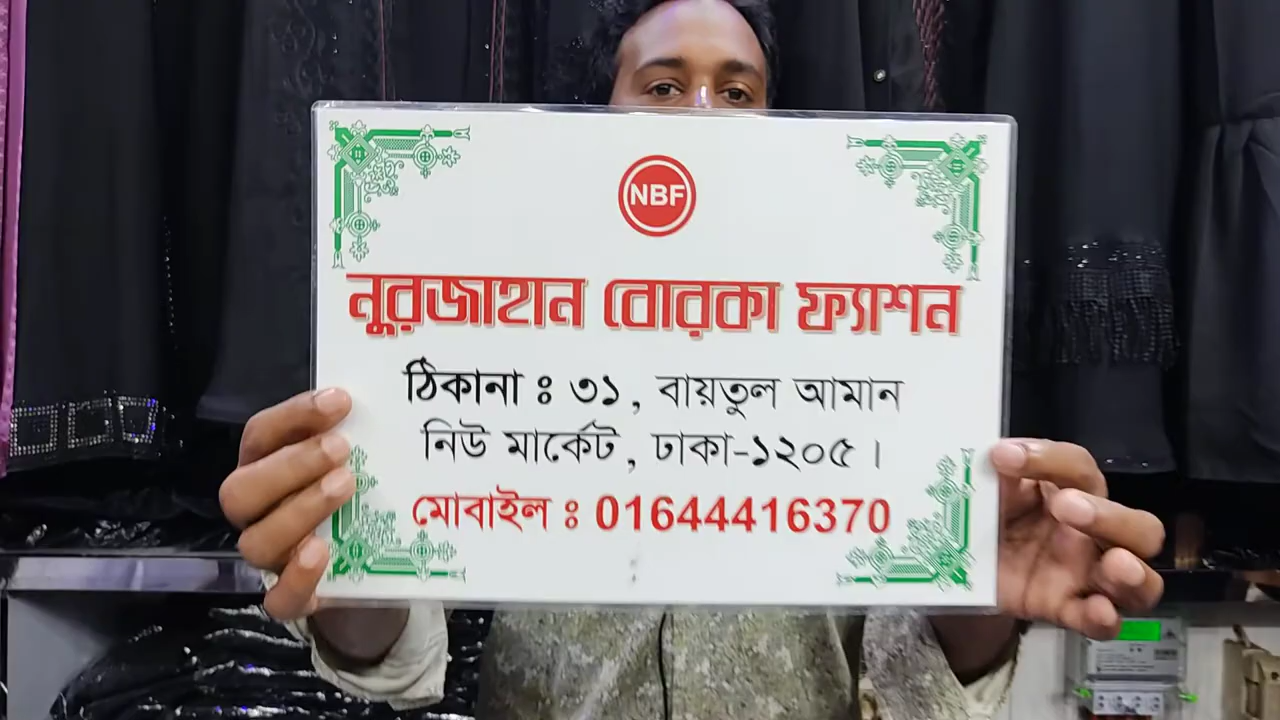 NBF
নুরজাহান বোরকা ফ্যাশন
ঠিকানা ঃ ৩১, বায়তুল আমান
নিউ মার্কেট, ঢাকা-১২০৫।
মোবাইল ঃ 01644416370